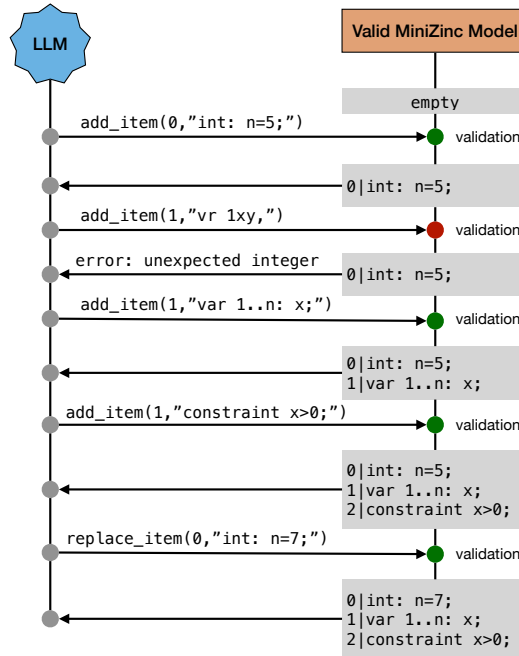 LLM
Valid MiniZinc Model
empty
add_item(0,”int: n=5;”)
validation
0|int: n=5;
add_item(1,”vr 1xy,”)
validation
error: unexpected integer
0|int: n=5;
add_item(1,”var 1..n: x;”)
validation
0|int: n=5;
1|var 1..n: x;
add_item(1,”constraint x>0;”)
validation
0|int: n=5;
1|var 1..n: x;
2|constraint x>0;
replace_item(0,”int: n=7;”)
validation
0|int: n=7;
1|var 1..n: x;
2|constraint x>0;